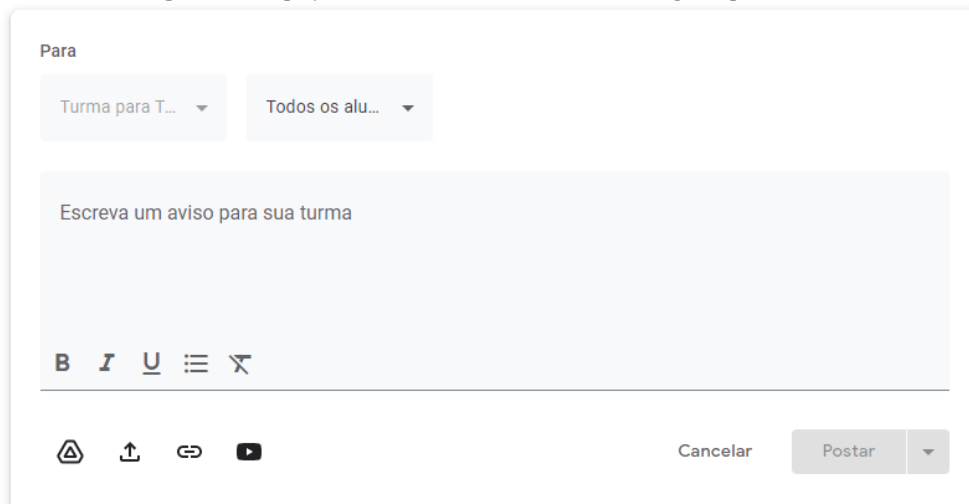 Para
Turma para T...
Todos os alu...
Escreva um aviso para sua turma
B I U
Cancelar
Postar